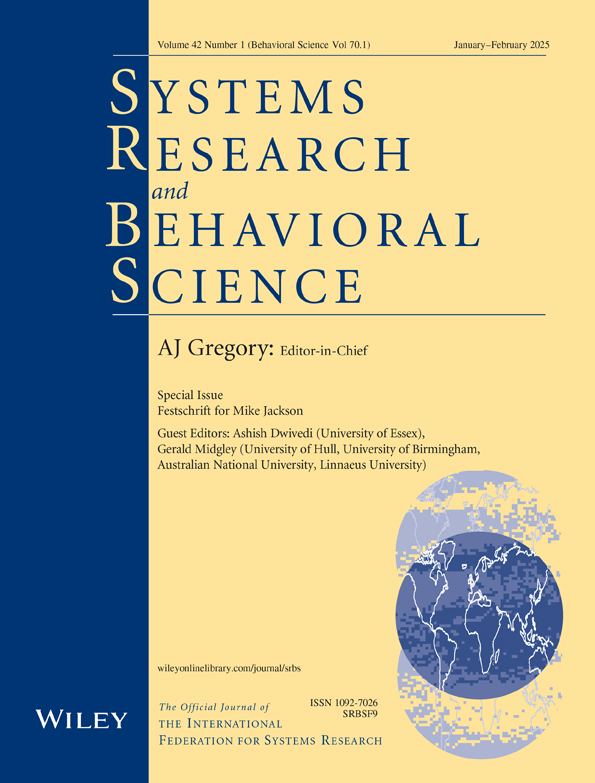 Volume 42 Number 1 (Behavioral Science Vol 70.1) January–February 2025
SYSTEMS
RESEARCH
and
BEHAVIORAL
SCIENCE
AJ Gregory: Editor-in-Chief
Special Issue
Festschrift for Mike Jackson
Guest Editors: Ashish Dwivedi (University of Essex),
Gerald Midgley (University of Hull, University of Birmingham,
Australian National University, Linnaeus University)
wileyonlinelibrary.com/journal/srbs
WILEY
The Official Journal of
THE INTERNATIONAL
FEDERATION FOR SYSTEMS RESEARCH
ISSN 1092-7026
SRBSF9